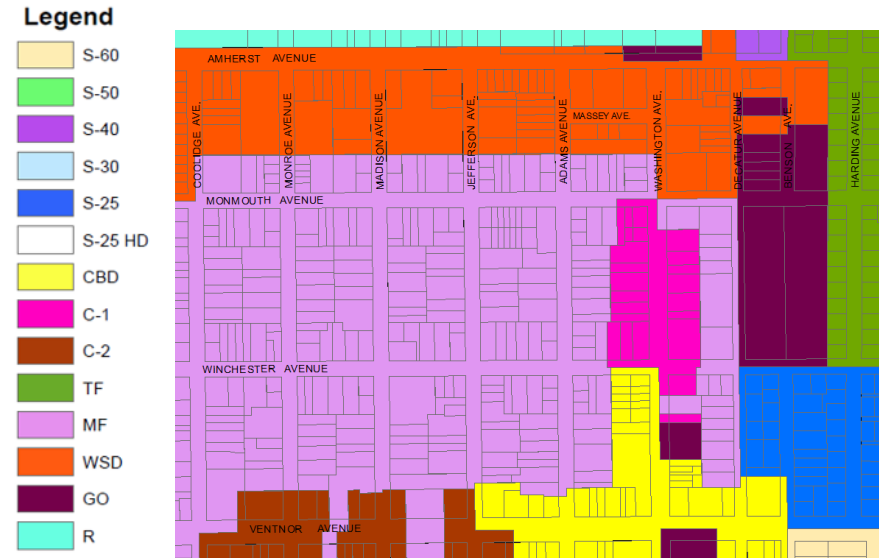 Legend
S-60
S-50
S-40
S-30
S-25
S-25 HD
CBD
C-1
C-2
TF
MF
WSD
GO
R
AMHERST AVENUE
MASSEY AVE.
COOLIDGE AVE.
MONROE AVENUE
MADISON AVENUE
JEFFERSON AVE.
ADAMS AVENUE
WASHINGTON AVE.
DECATUR AVENUE
BENSON AVE.
HARDING AVENUE
MONMOUTH AVENUE
WINCHESTER AVENUE
VENTNOR AVENUE